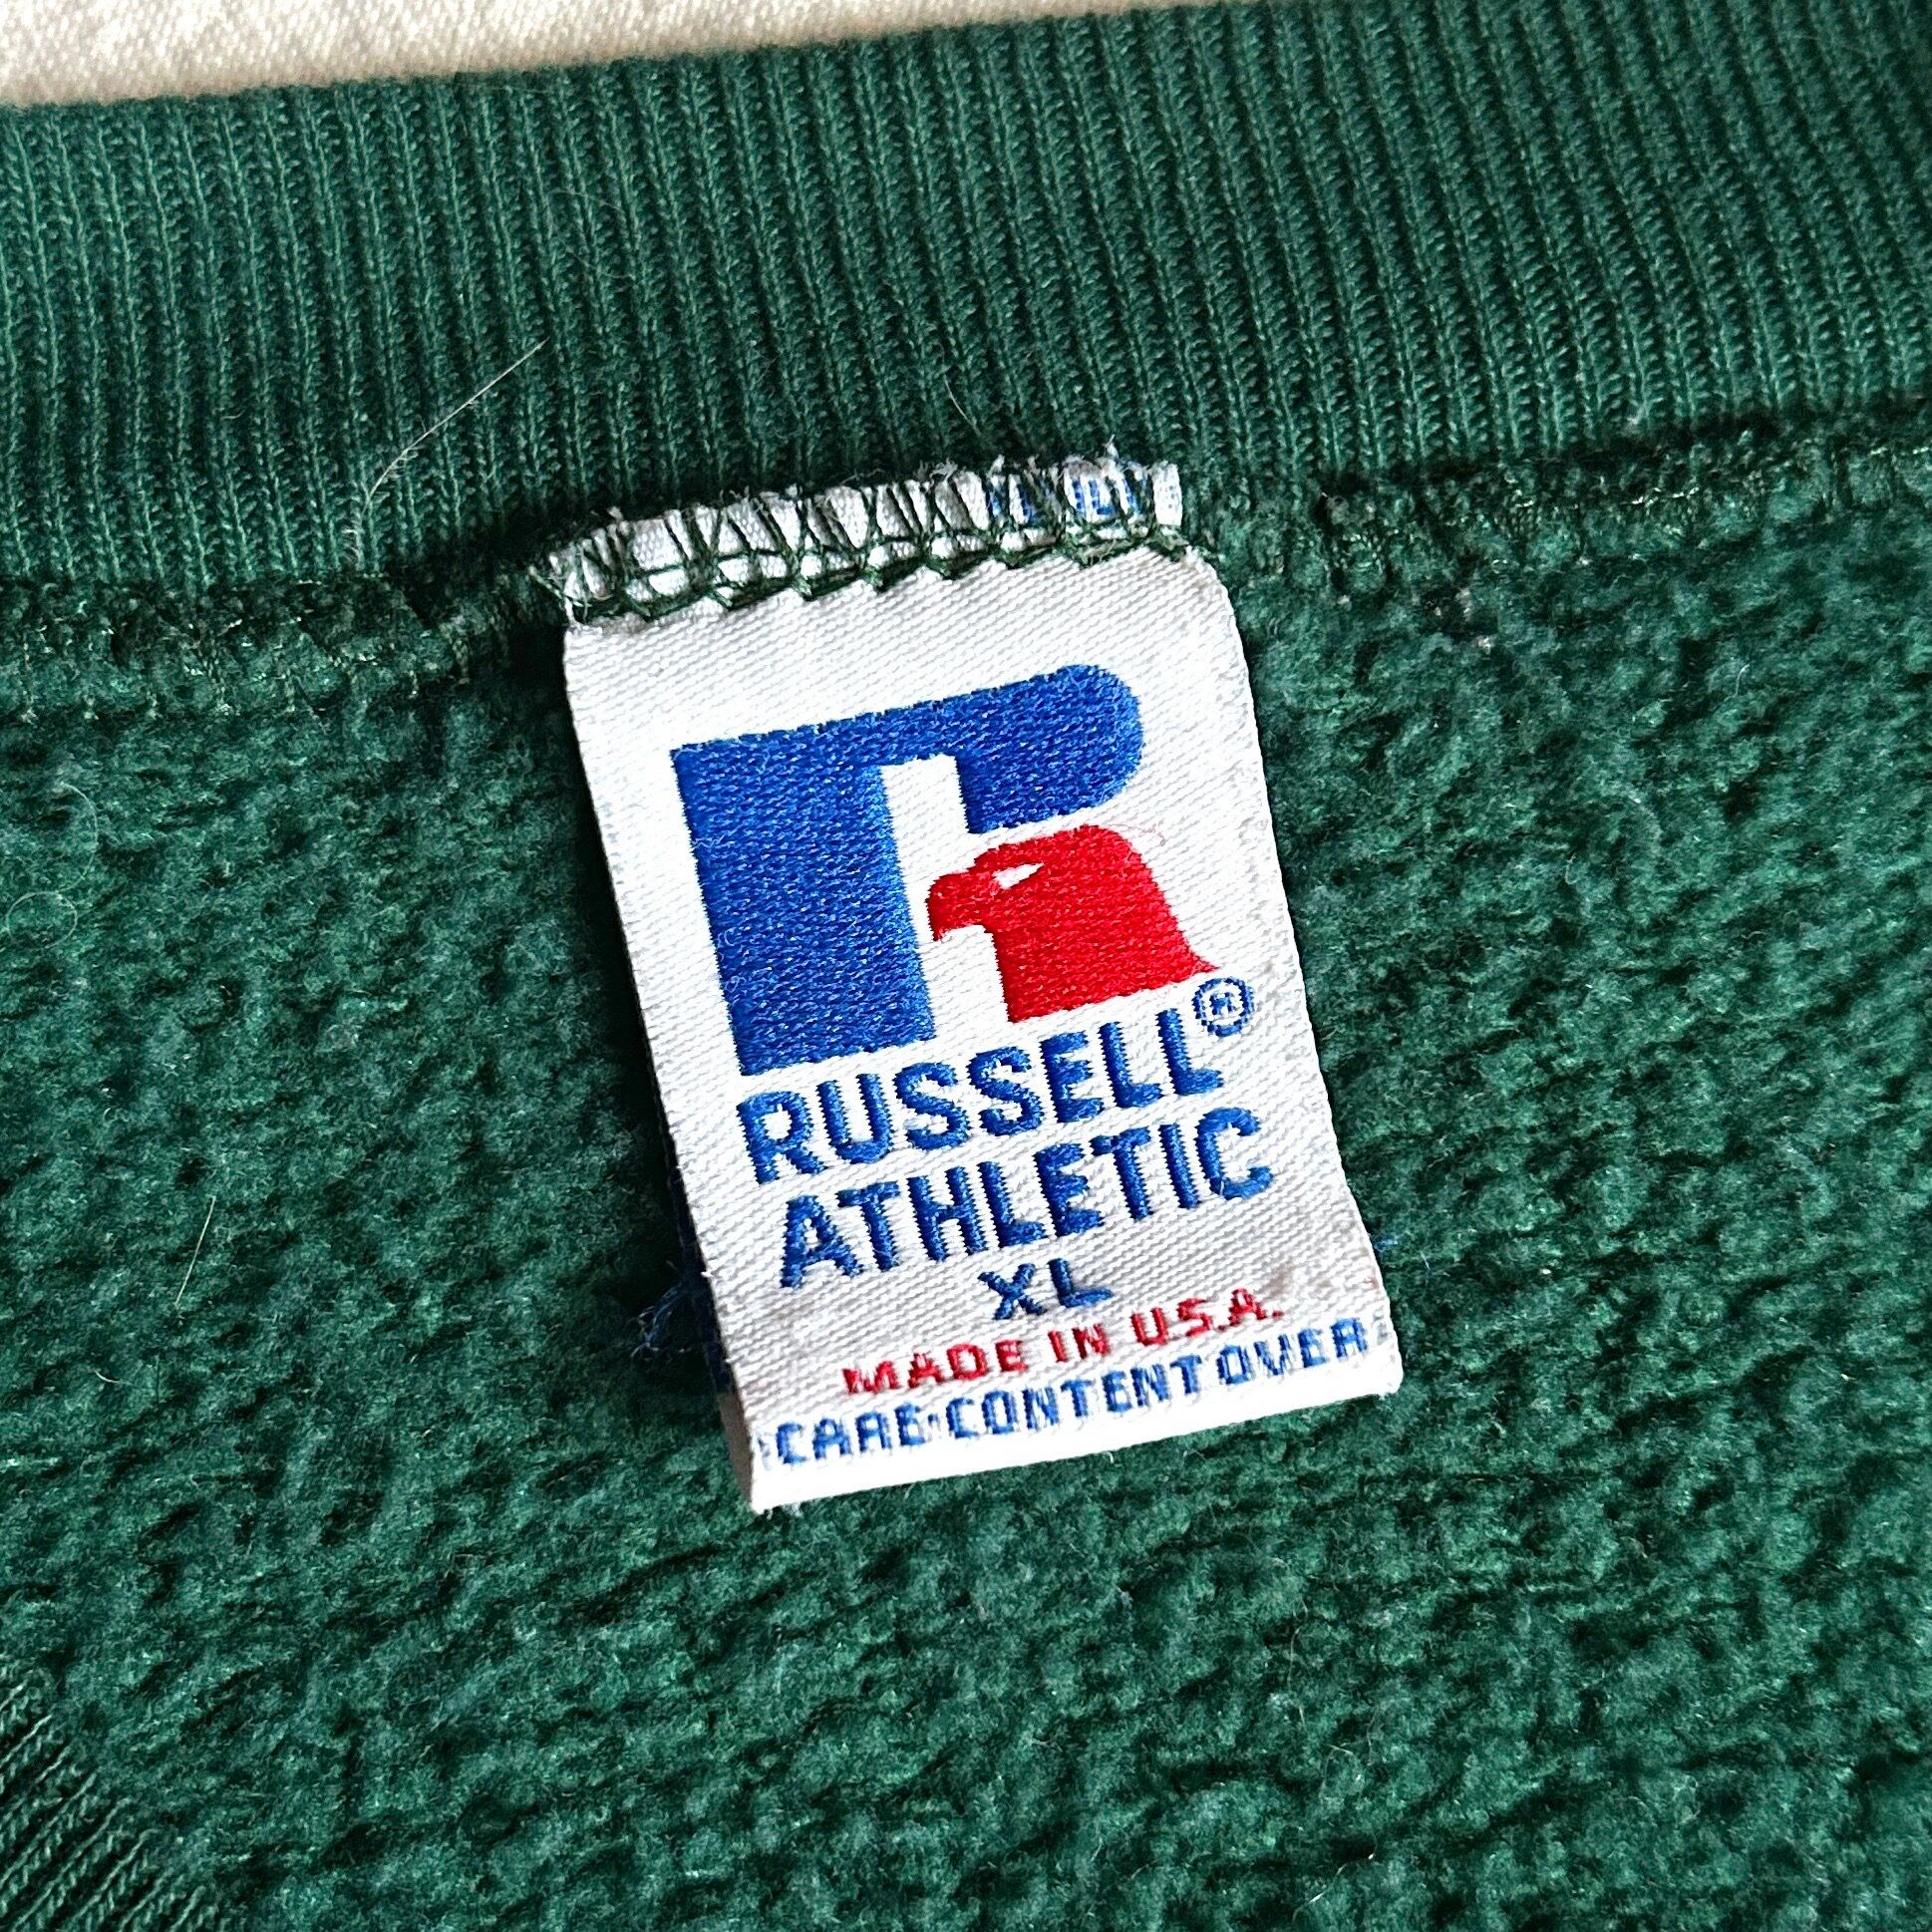 RUSSELL®
ATHLETIC
XL
MADE IN U.S.A.
CARE·CONTENT OVER